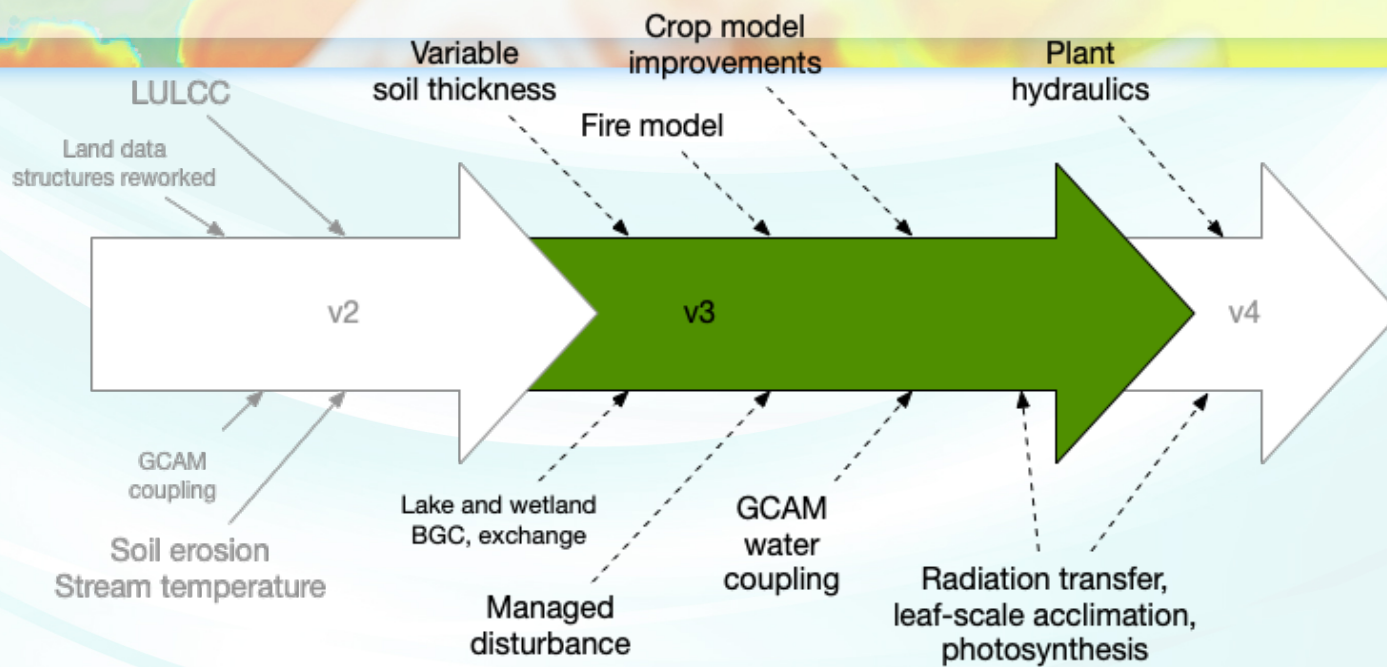 Crop model
improvements
Variable
soil thickness
Plant
hydraulics
LULCC
Fire model
Land data
structures reworked
v2
v3
v4
GCAM
coupling
Lake and wetland
BGC, exchange
GCAM
water
coupling
Soil erosion
Stream temperature
Managed
disturbance
Radiation transfer,
leaf-scale acclimation,
photosynthesis